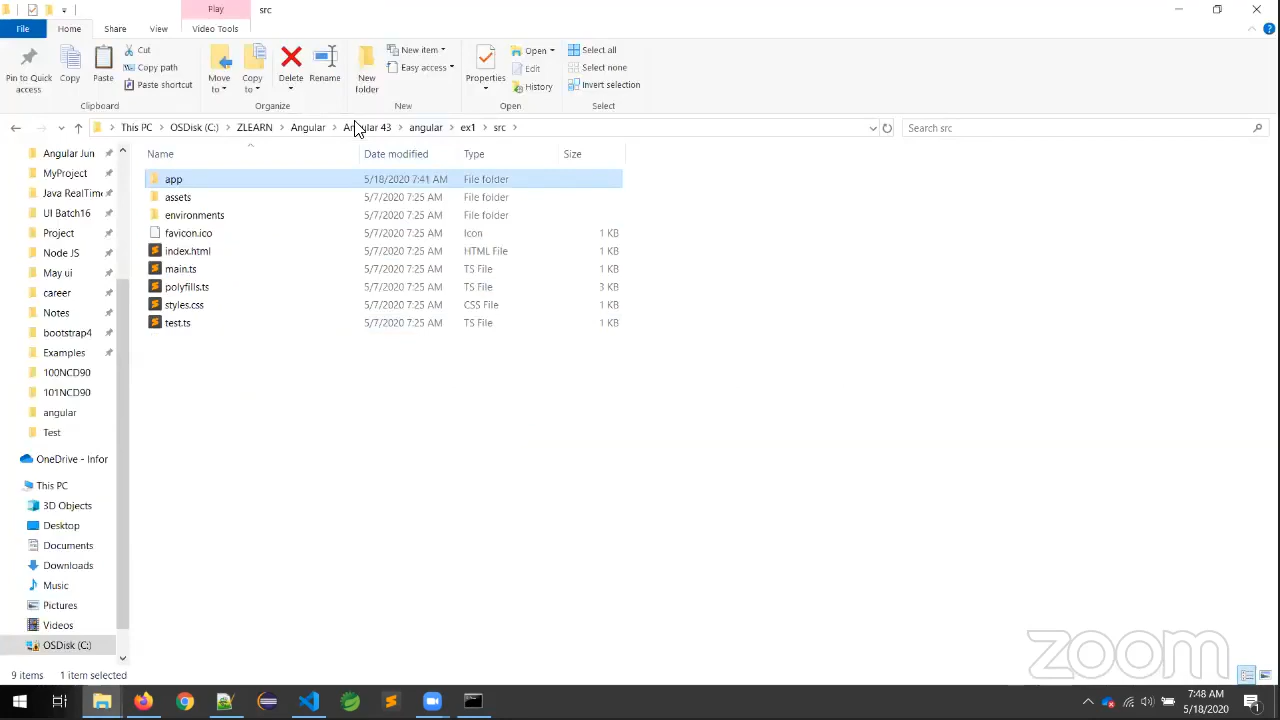 Play
src
File
Home
Share
View
Video Tools
Pin to Quick access
Copy
Paste
Cut
Copy path
Paste shortcut
Clipboard
Move to
Copy to
Delete
Rename
Organize
New folder
New item
Easy access
New
Properties
Open
Edit
History
Open
Select all
Select none
Invert selection
Select
This PC > OSDisk (C:) > ZLEARN > Angular > Angular 43 > angular > ex1 > src >
Search src
Name Date modified Type Size
app 5/18/2020 7:41 AM File folder
assets 5/7/2020 7:25 AM File folder
environments 5/7/2020 7:25 AM File folder
favicon.ico 5/7/2020 7:25 AM Icon 1 KB
index.html 5/7/2020 7:25 AM HTML File 1 KB
main.ts 5/7/2020 7:25 AM TS File 1 KB
polyfills.ts 5/7/2020 7:25 AM TS File 3 KB
styles.css 5/7/2020 7:25 AM CSS File 1 KB
test.ts 5/7/2020 7:25 AM TS File 1 KB
Angular Jun
MyProject
Java RealTime
UI Batch16
Project
Node JS
May ui
career
Notes
bootstrap4
Examples
100NCD90
101NCD90
angular
Test
OneDrive - Infor
This PC
3D Objects
Desktop
Documents
Downloads
Music
Pictures
Videos
OSDisk (C:)
9 items 1 item selected
zoom
7:48 AM
5/18/2020
1